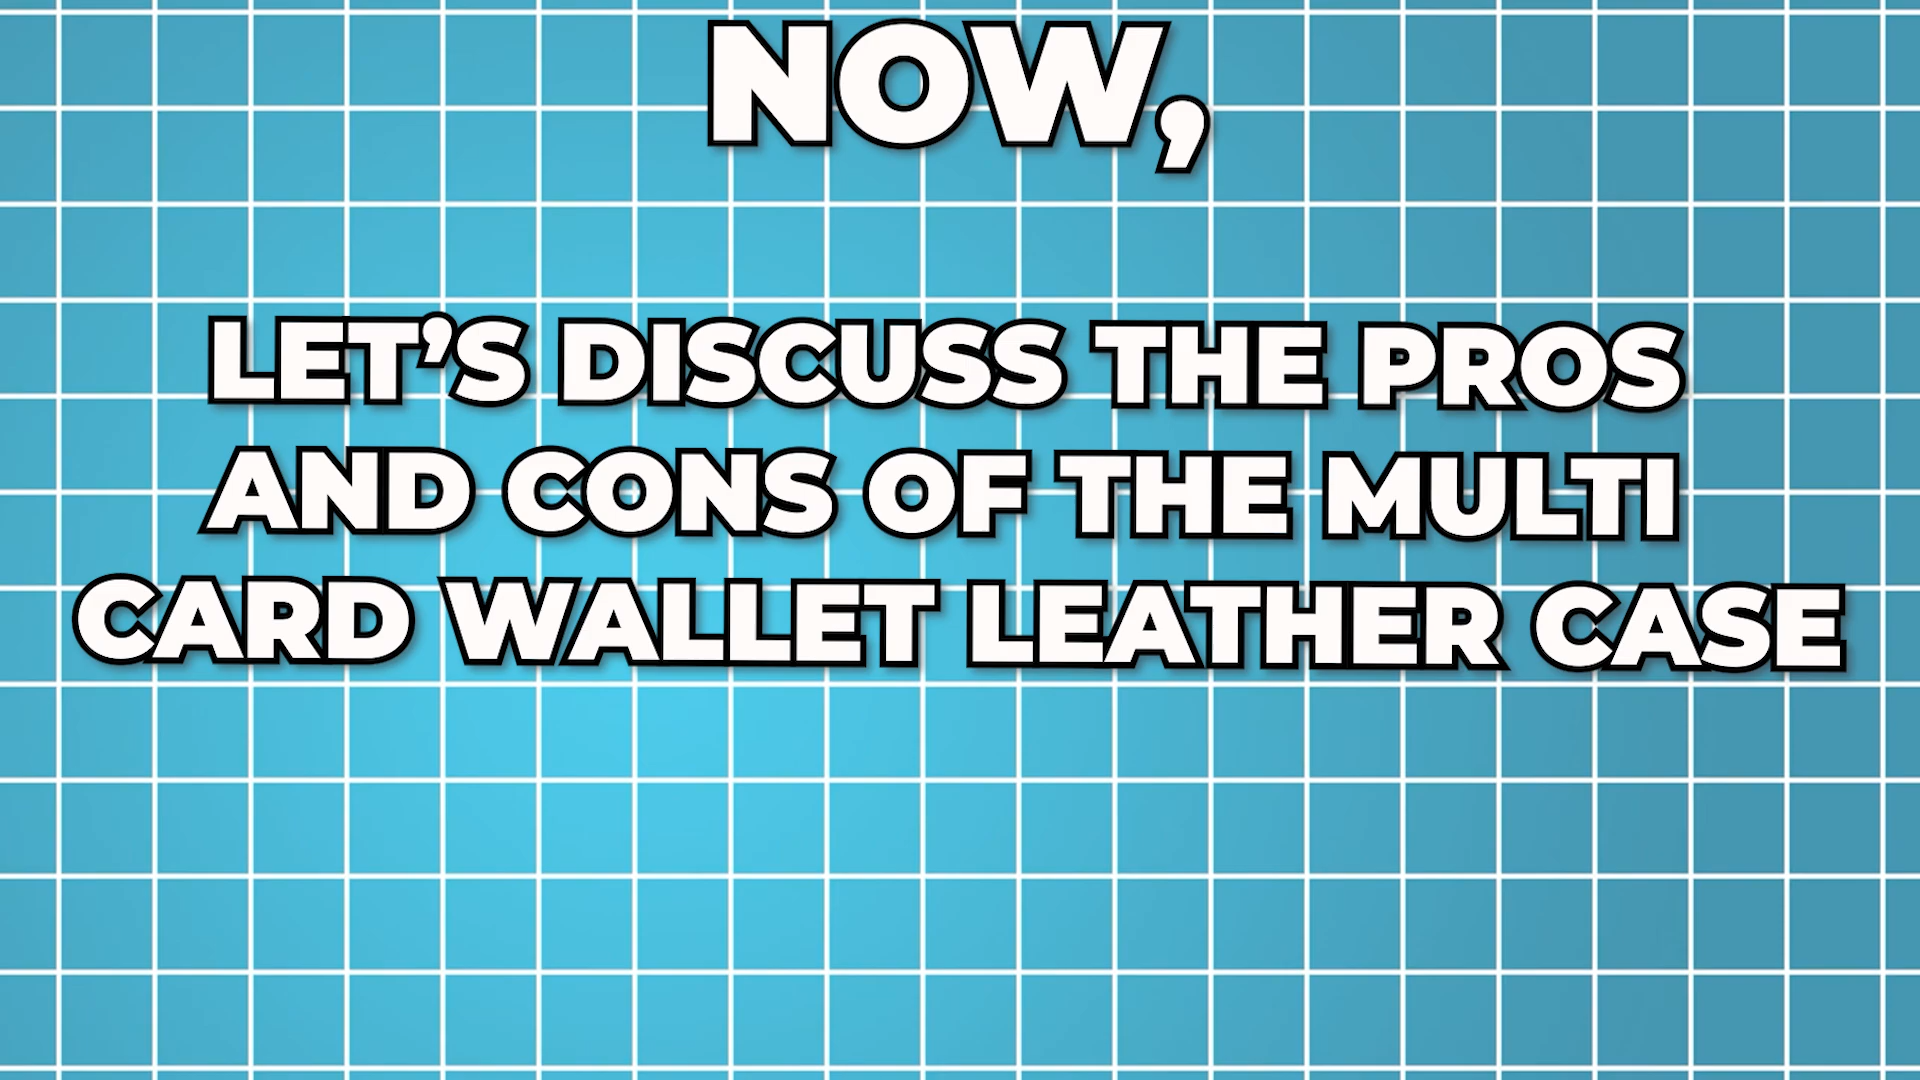 NOW,
LET’S DISCUSS THE PROS
AND CONS OF THE MULTI
CARD WALLET LEATHER CASE